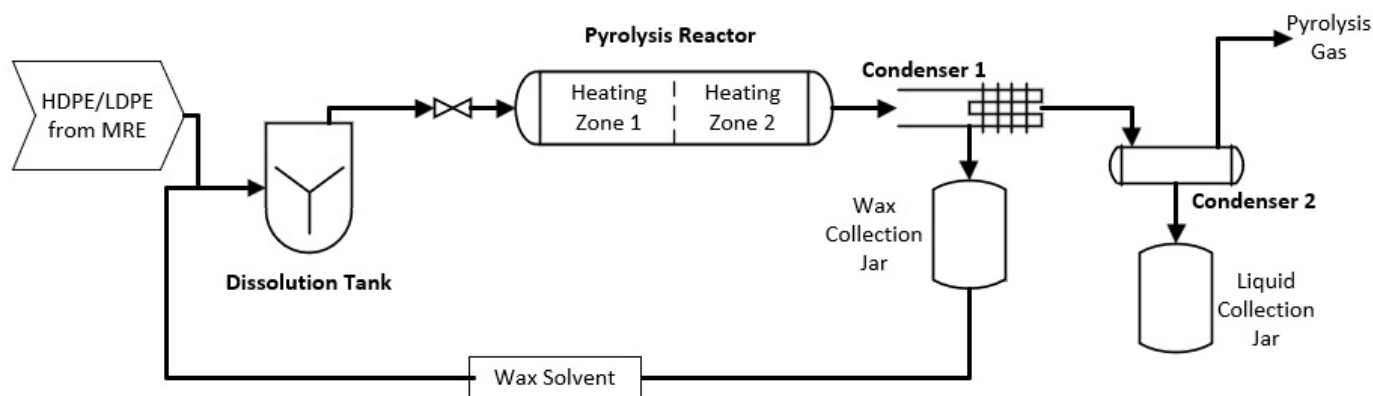 Pyrolysis
Gas
Pyrolysis Reactor
Condenser 1
HDPE/LDPE
from MRE
Heating
Zone 1
Heating
Zone 2
Condenser 2
Wax
Collection
Jar
Dissolution Tank
Liquid
Collection
Jar
Wax Solvent